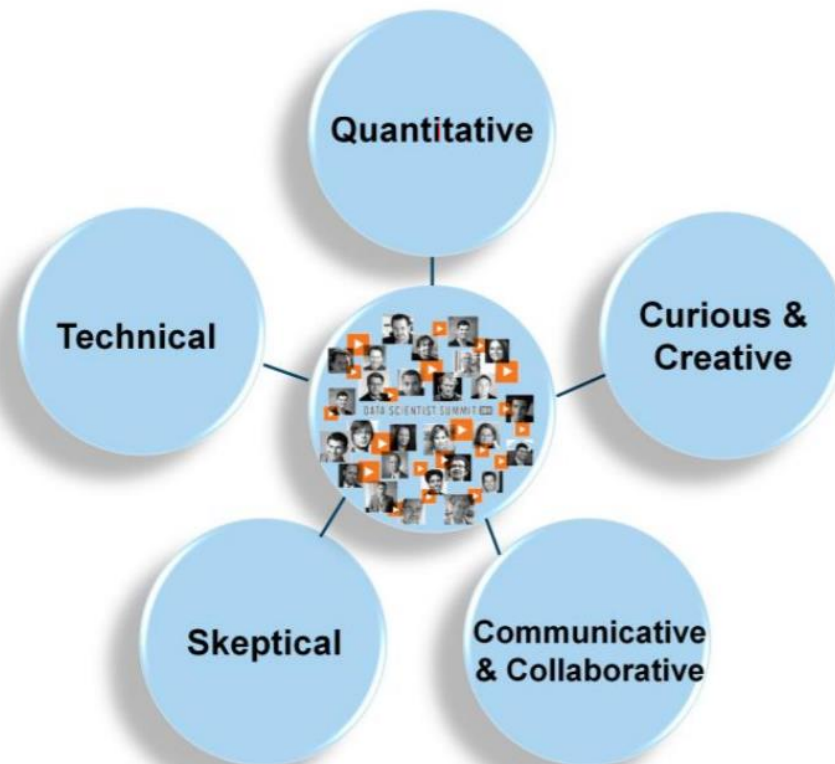 Quantitative
Technical
Curious &
Creative
DATA SCIENTIST SUMMIT
Skeptical
Communicative
& Collaborative